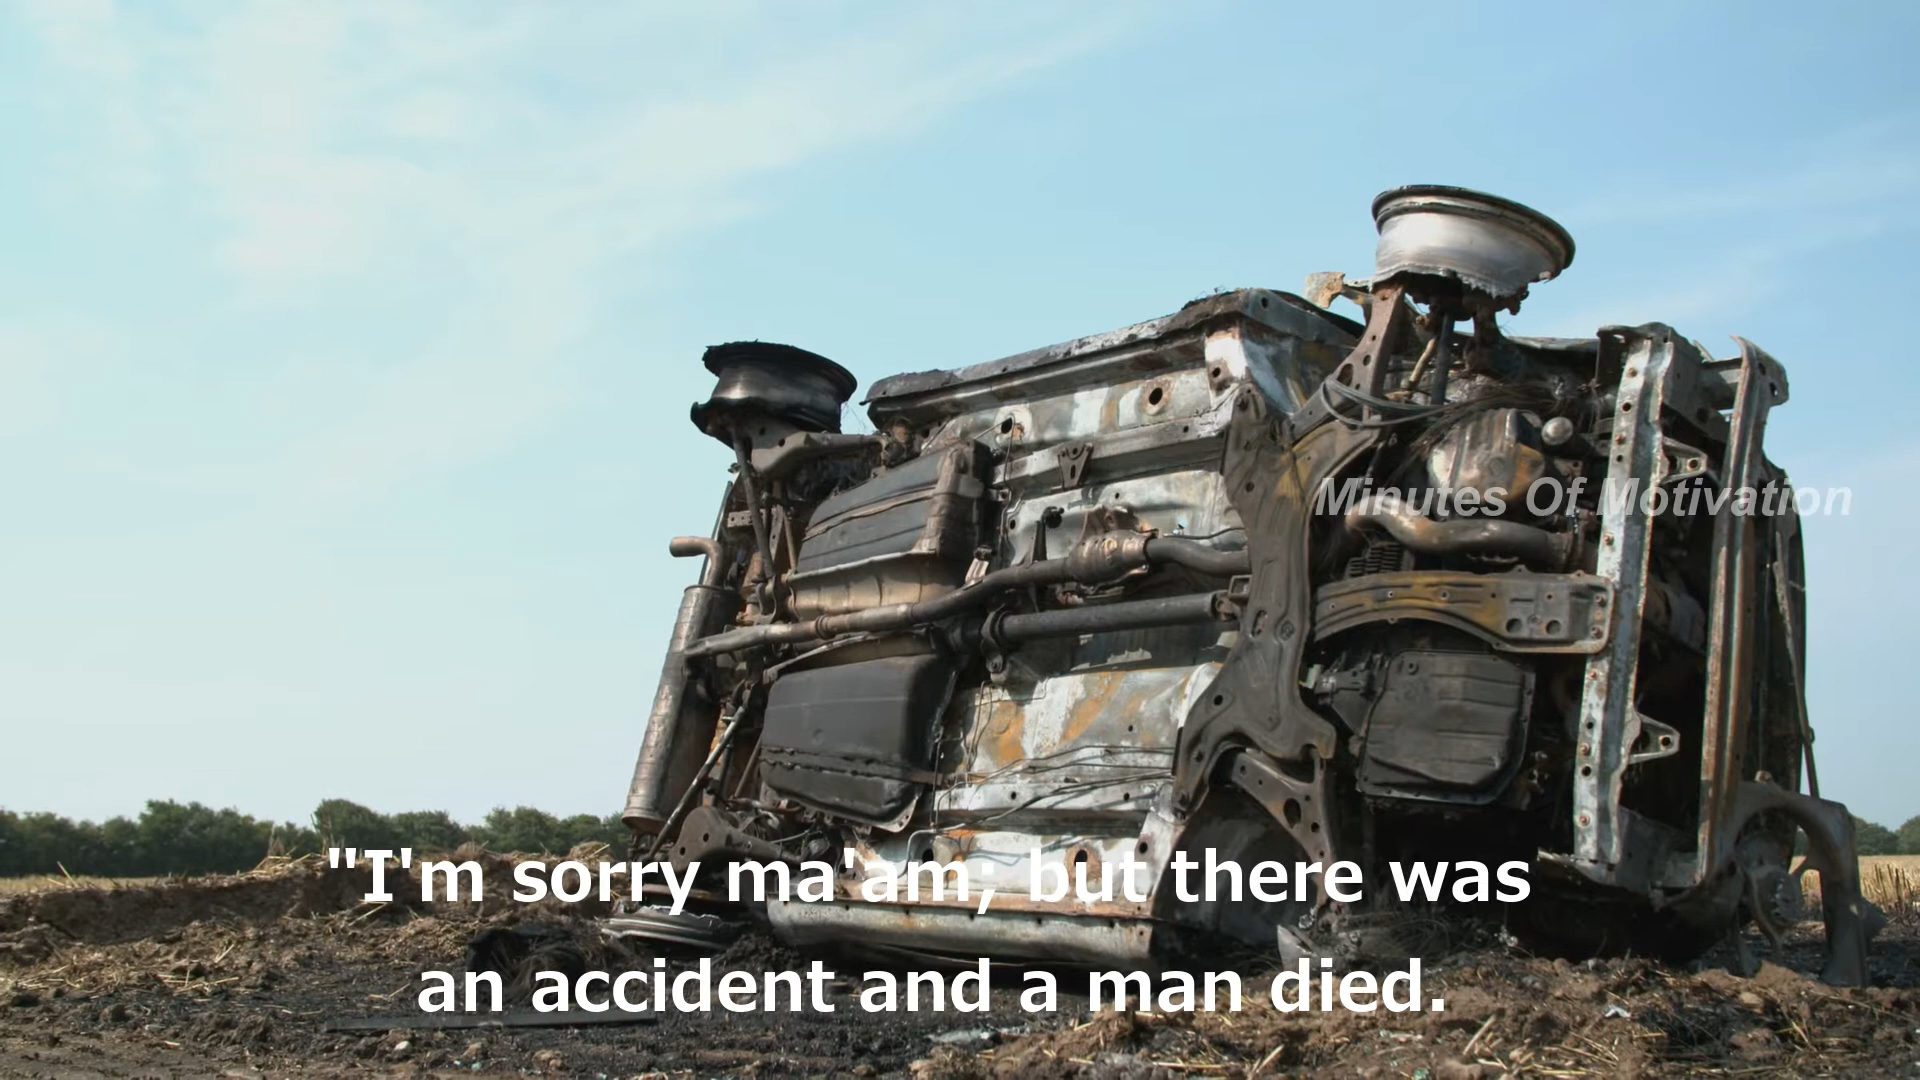 Minutes Of Motivation
"I'm sorry ma'am; but there was
an accident and a man died.